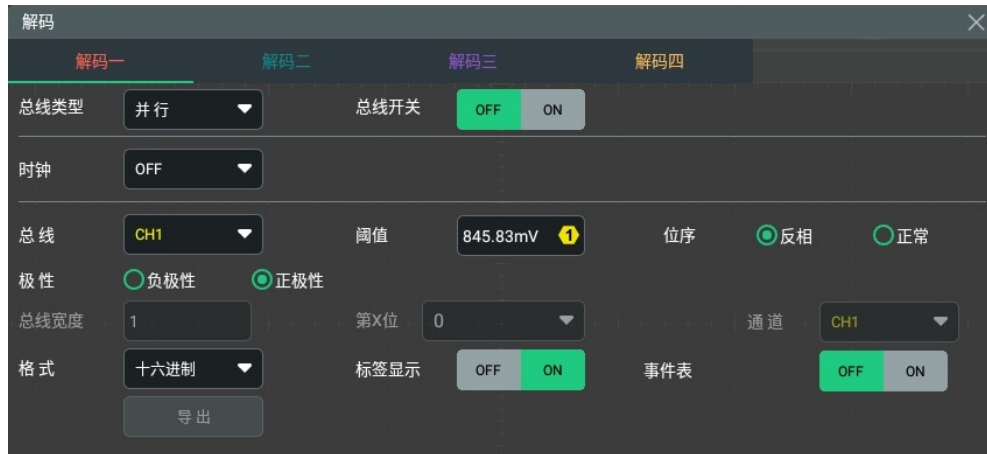 解码
解码一 解码二 解码三 解码四
总线类型 并行 总线开关 OFF ON
时钟 OFF
总线 CH1 阈值 845.83mV 1 位序 反相 正常
极性 负极性 正极性
总线宽度 1 第X位 0 通道 CH1
格式 十六进制 标签显示 OFF ON 事件表 OFF ON
导出